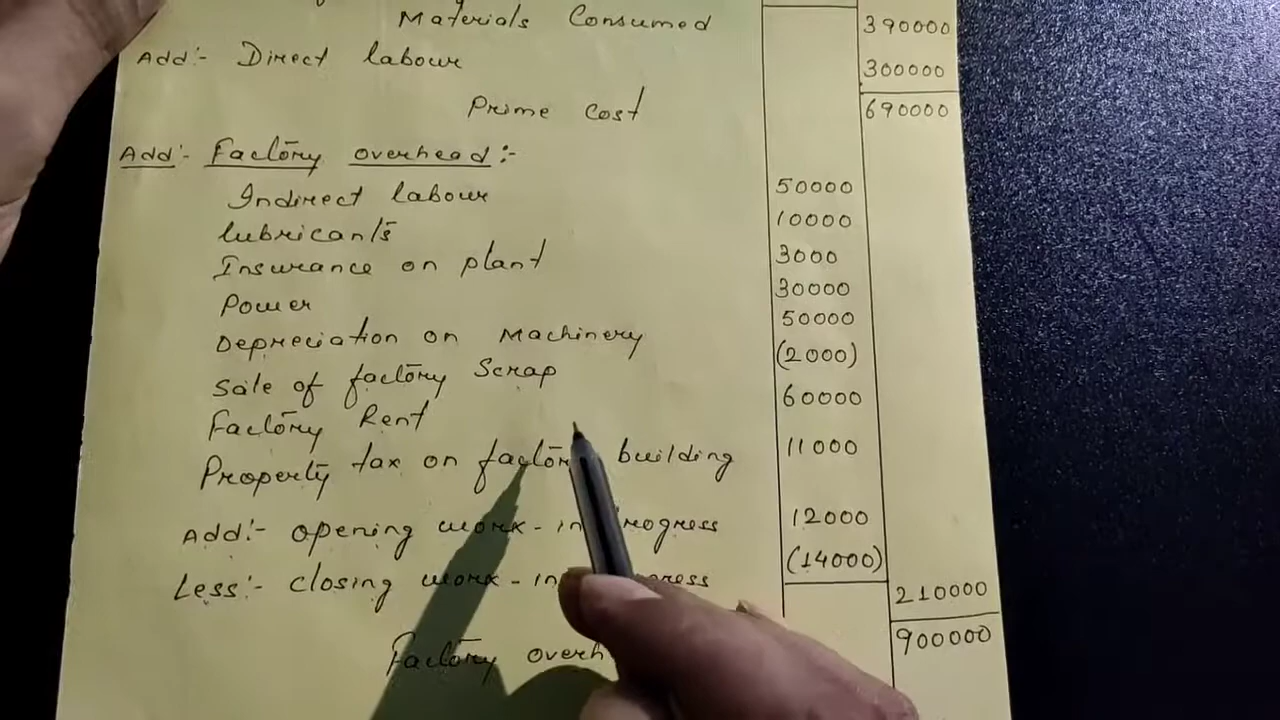 Materials Consumed 390000
Add:- Direct labour 300000
Prime cost 690000
Add:- Factory overhead :-
Indirect labour 50000
lubricants 10000
Insurance on plant 3000
Power 30000
Depreciation on Machinery 50000
Sale of factory Scrap (2000)
Factory Rent 60000
Property tax on factory building 11000
Add:- opening work-in progress 12000
Less:- closing work-in (14000)
210000
Factory 900000